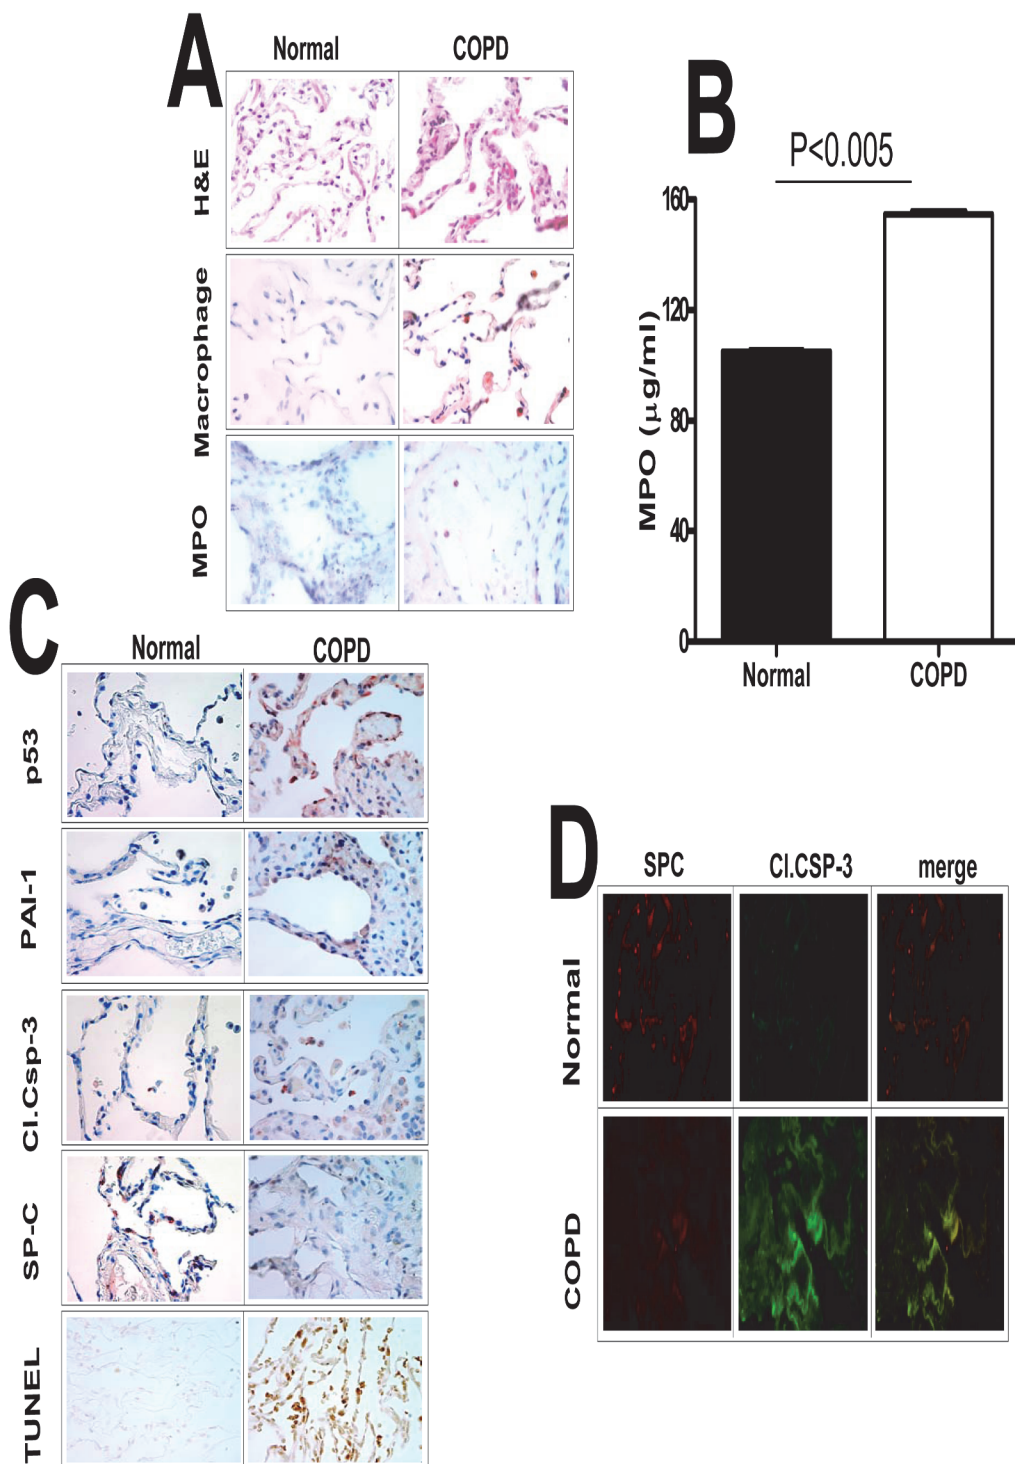 A
Normal
COPD
H&E
Macrophage
MPO
B
P<0.005
MPO (µg/ml)
160
120
80
40
0
Normal
COPD
C
Normal
COPD
p53
PAI-1
Cl.Csp-3
SP-C
TUNEL
D
SPC
Cl.CSP-3
merge
Normal
COPD